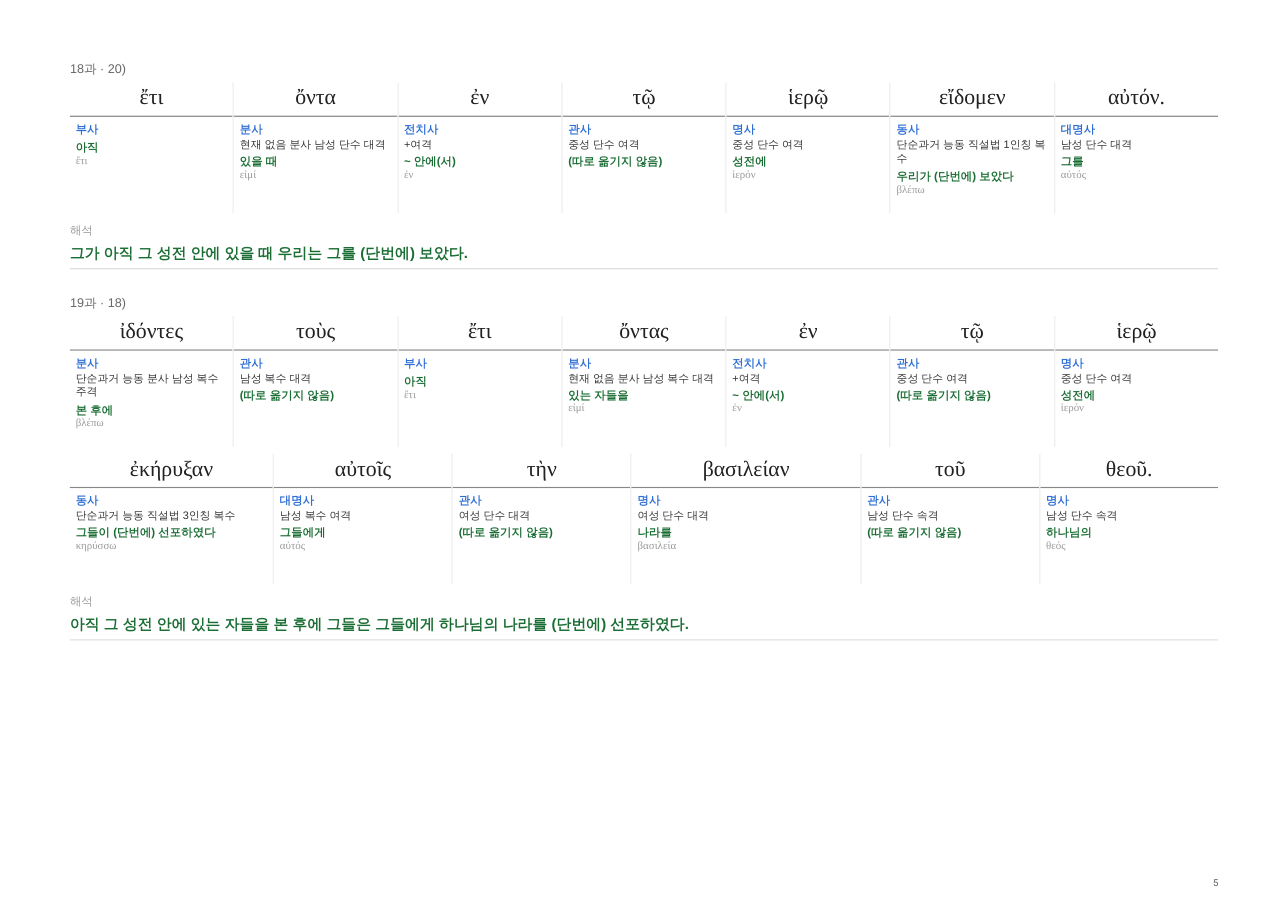 18과 · 20)
ἔτι ὄντα ἐν τῷ ἱερῷ εἴδομεν αὐτόν.
부사 분사 전치사 관사 명사 동사 대명사
현재 없음 분사 남성 단수 대격 +여격 중성 단수 여격 중성 단수 여격 단순과거 능동 직설법 1인칭 복수 남성 단수 대격
아직 있을 때 ~ 안에(서) (따로 옮기지 않음) 성전에 우리가 (단번에) 보았다 그를
ἔτι εἰμί ἐν ἱερόν βλέπω αὐτός
해석
그가 아직 그 성전 안에 있을 때 우리는 그를 (단번에) 보았다.
19과 · 18)
ἰδόντες τοὺς ἔτι ὄντας ἐν τῷ ἱερῷ
분사 관사 부사 분사 전치사 관사 명사
단순과거 능동 분사 남성 복수 주격 남성 복수 대격 현재 없음 분사 남성 복수 대격 +여격 중성 단수 여격 중성 단수 여격
본 후에 (따로 옮기지 않음) 아직 있는 자들을 ~ 안에(서) (따로 옮기지 않음) 성전에
βλέπω ἔτι εἰμί ἐν ἱερόν
ἐκήρυξαν αὐτοῖς τὴν βασιλείαν τοῦ θεοῦ.
동사 대명사 관사 명사 관사 명사
단순과거 능동 직설법 3인칭 복수 남성 복수 여격 여성 단수 대격 여성 단수 대격 남성 단수 속격 남성 단수 속격
그들이 (단번에) 선포하였다 그들에게 (따로 옮기지 않음) 나라를 (따로 옮기지 않음) 하나님의
κηρύσσω αὐτός βασιλεία θεός
해석
아직 그 성전 안에 있는 자들을 본 후에 그들은 그들에게 하나님의 나라를 (단번에) 선포하였다.
5